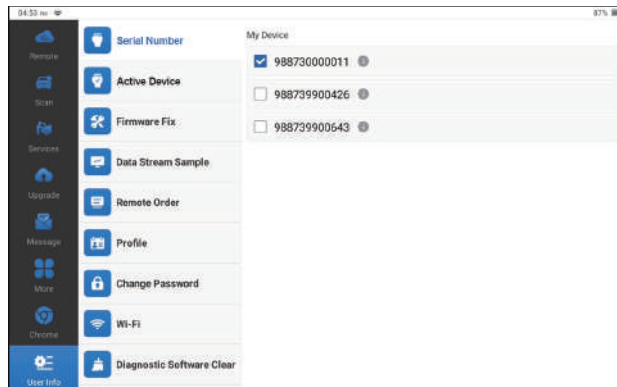 04:53 PM
87%
Remote
Scan
Services
Upgrade
Message
More
Chrome
User Info
Serial Number
Active Device
Firmware Fix
Data Stream Sample
Remote Order
Profile
Change Password
Wi-Fi
Diagnostic Software Clear
My Device
988730000011
988739900426
988739900643